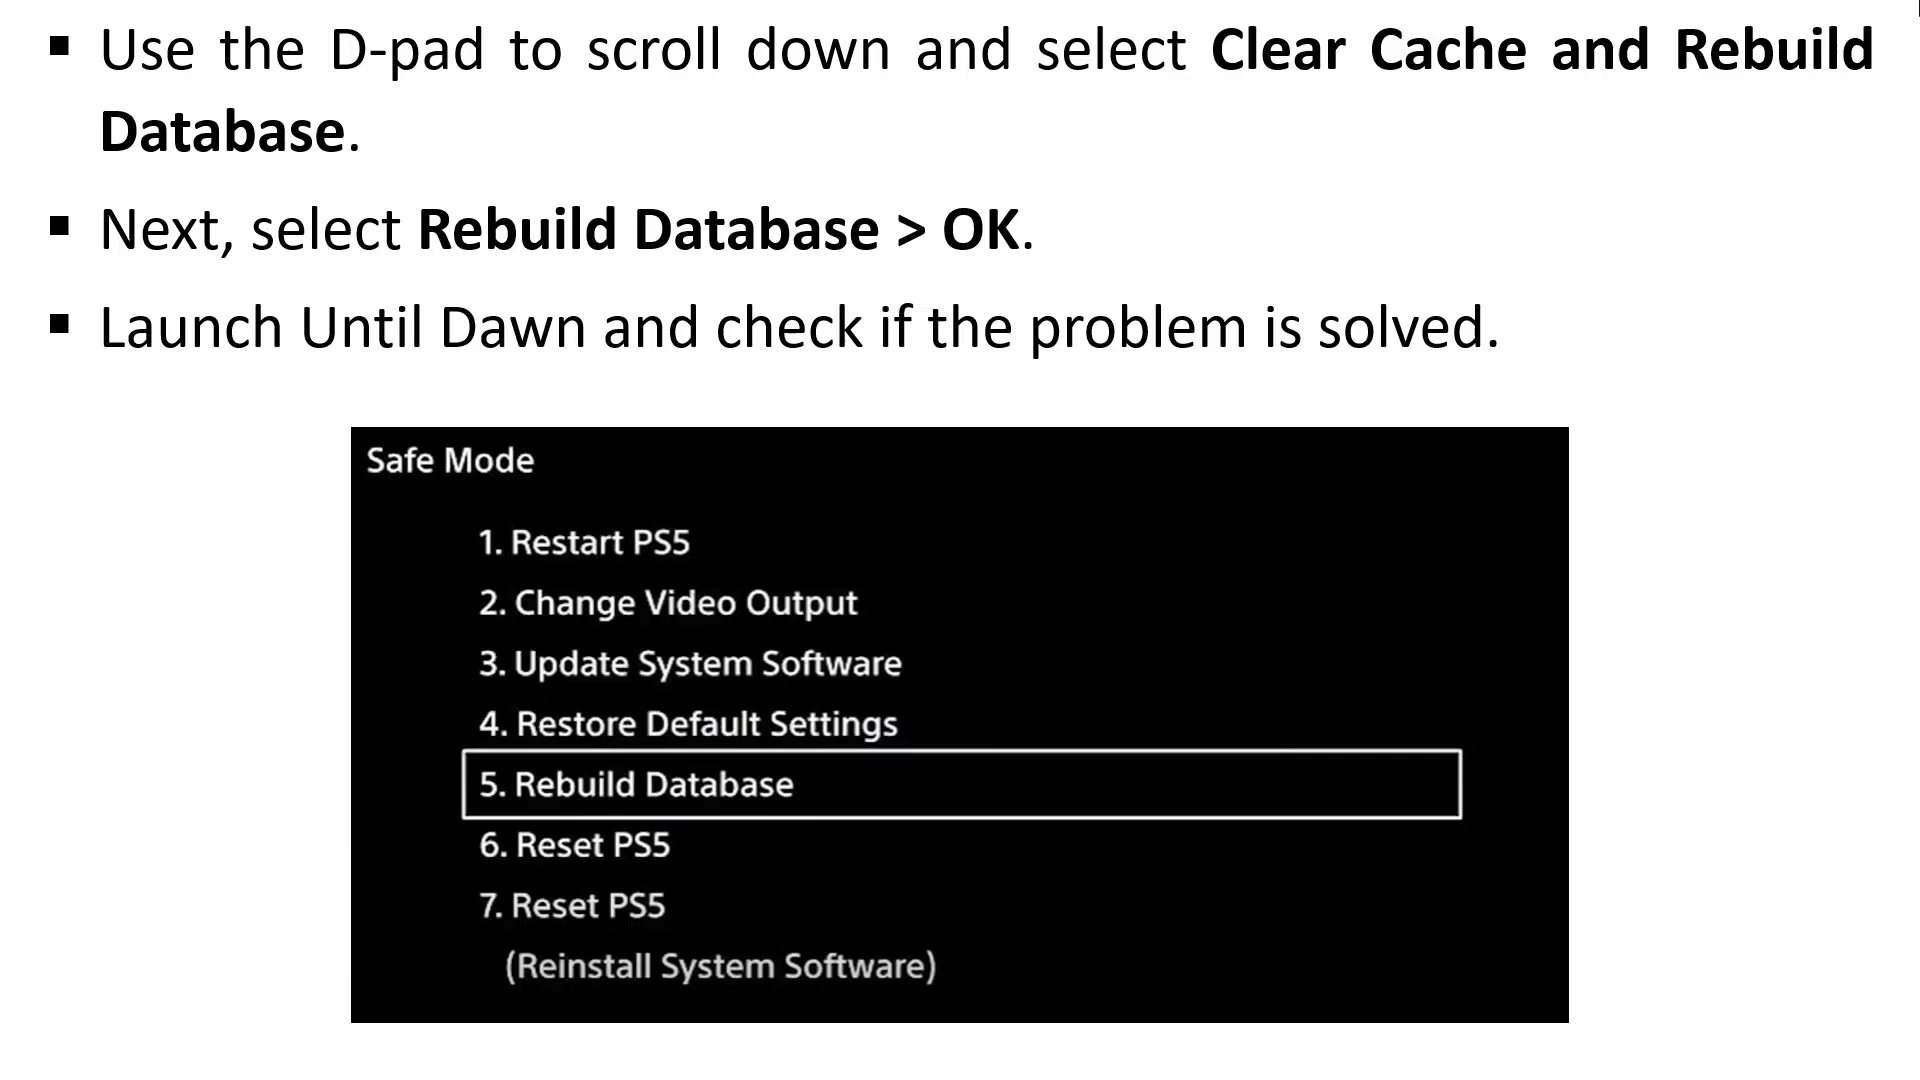 ▪ Use the D-pad to scroll down and select Clear Cache and Rebuild
Database.
▪ Next, select Rebuild Database > OK.
▪ Launch Until Dawn and check if the problem is solved.
Safe Mode
1. Restart PS5
2. Change Video Output
3. Update System Software
4. Restore Default Settings
5. Rebuild Database
6. Reset PS5
7. Reset PS5
(Reinstall System Software)